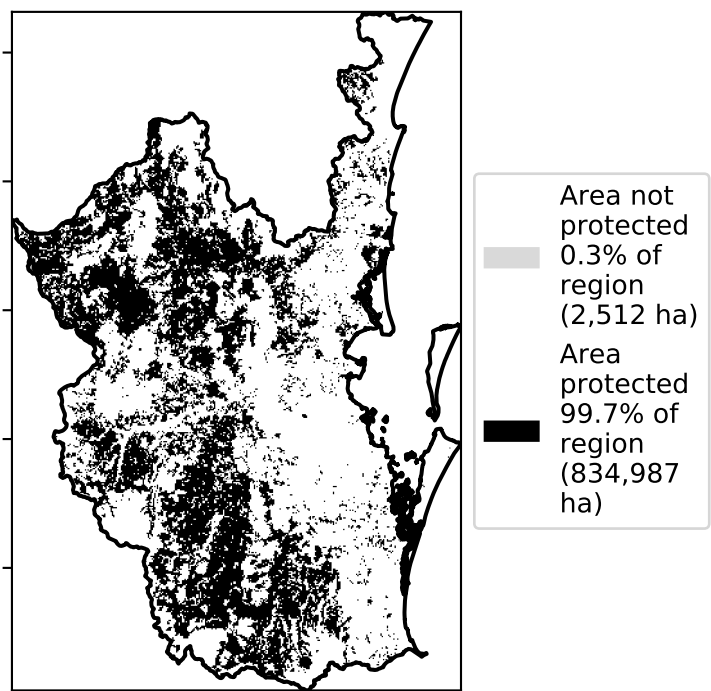 Area not
protected
0.3% of
region
(2,512 ha)
Area
protected
99.7% of
region
(834,987
ha)